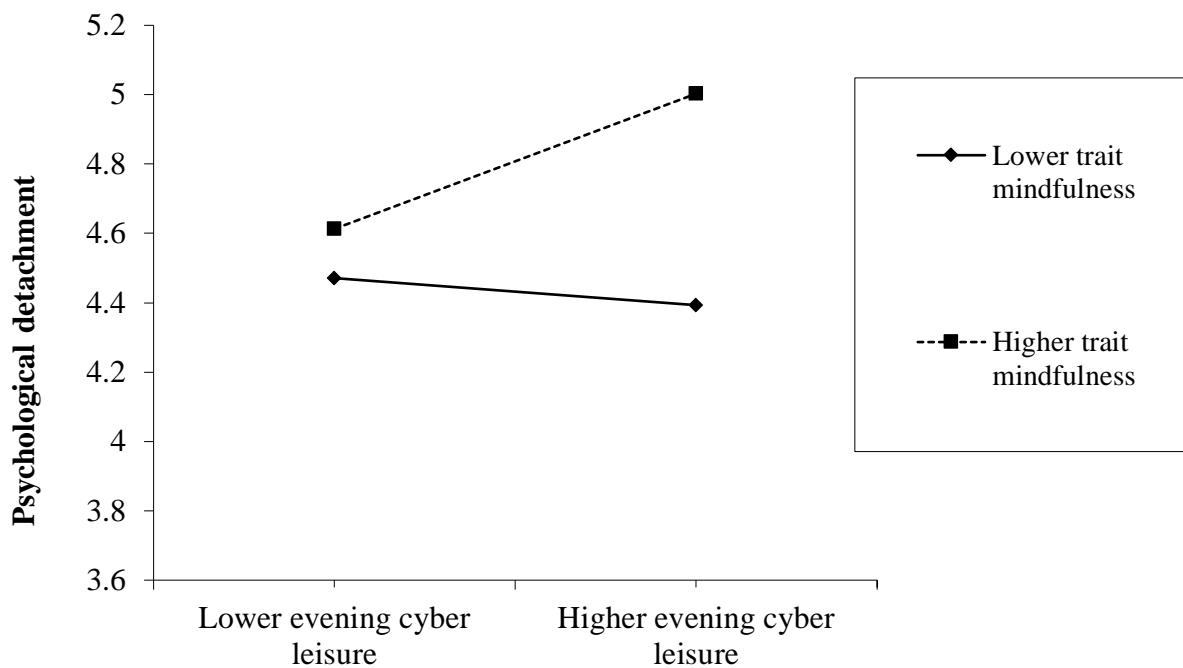 5.2
5
4.8
4.6
4.4
4.2
4
3.8
3.6
Psychological detachment
Lower evening cyber
leisure
Higher evening cyber
leisure
Lower trait
mindfulness
Higher trait
mindfulness